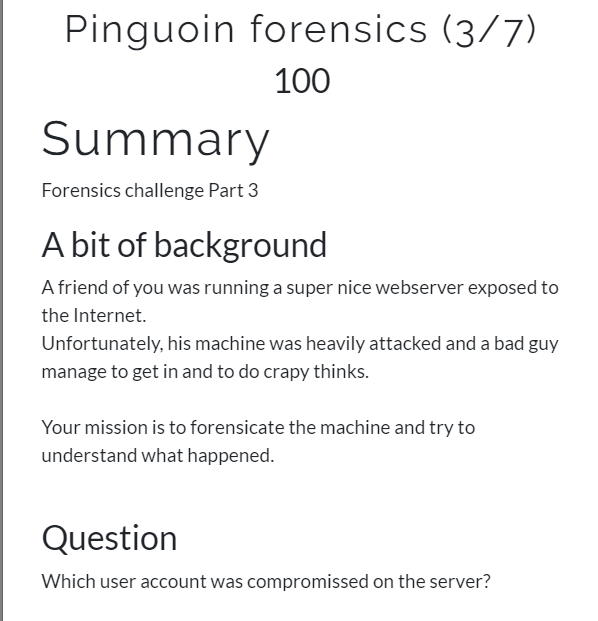 Pinguoin forensics (3/7)
100
Summary
Forensics challenge Part 3
A bit of background
A friend of you was running a super nice webserver exposed to
the Internet.
Unfortunately, his machine was heavily attacked and a bad guy
manage to get in and to do crapy thinks.
Your mission is to forensicate the machine and try to
understand what happened.
Question
Which user account was compromissed on the server?